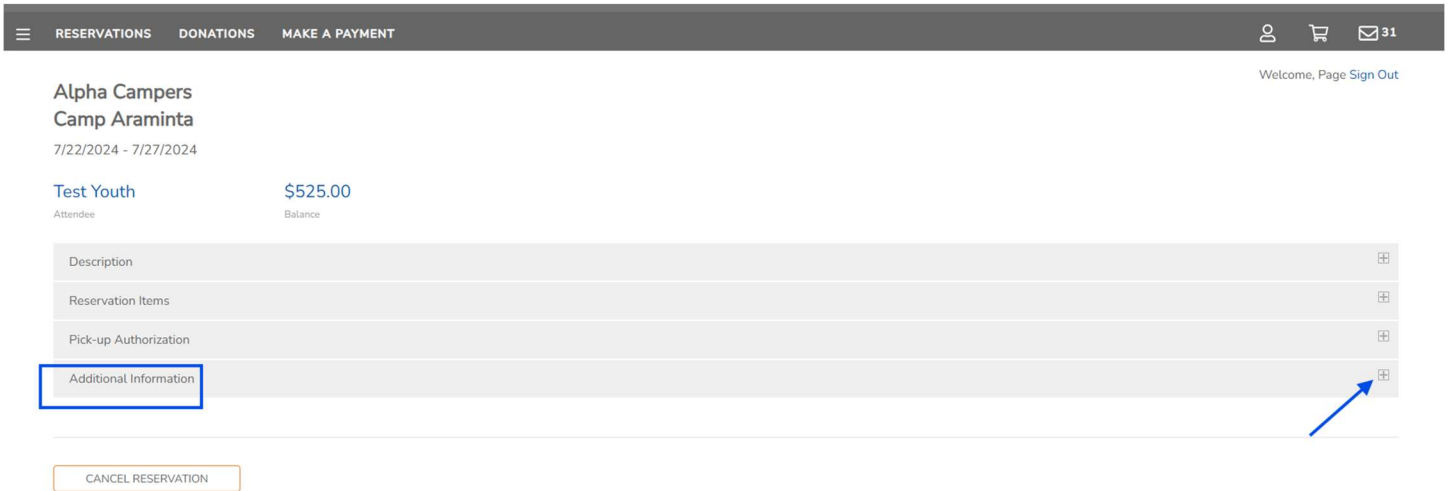 RESERVATIONS DONATIONS MAKE A PAYMENT 31
Welcome, Page Sign Out
Alpha Campers
Camp Araminta
7/22/2024 - 7/27/2024
Test Youth $525.00
Attendee Balance
Description
Reservation Items
Pick-up Authorization
Additional Information
CANCEL RESERVATION